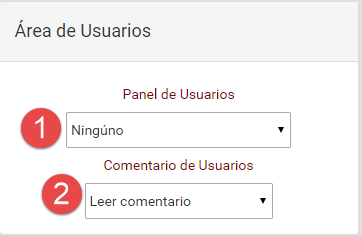 Área de Usuarios
Panel de Usuarios
1
Ningúno
Comentario de Usuarios
2
Leer comentario